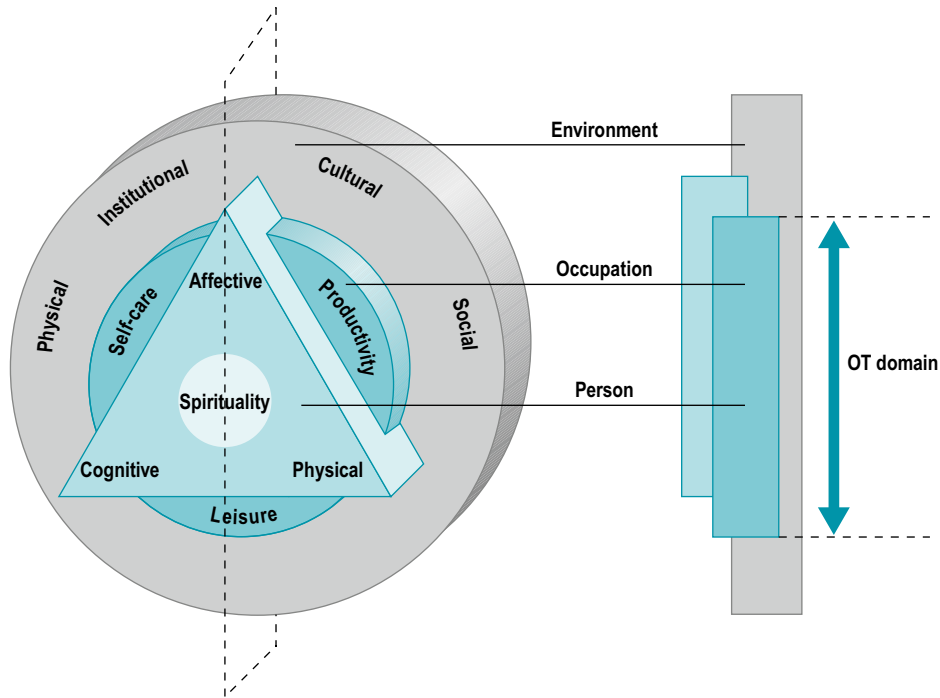 Environment
Institutional
Cultural
Physical
Self-care
Affective
Productivity
Social
Occupation
OT domain
Spirituality
Person
Cognitive
Physical
Leisure